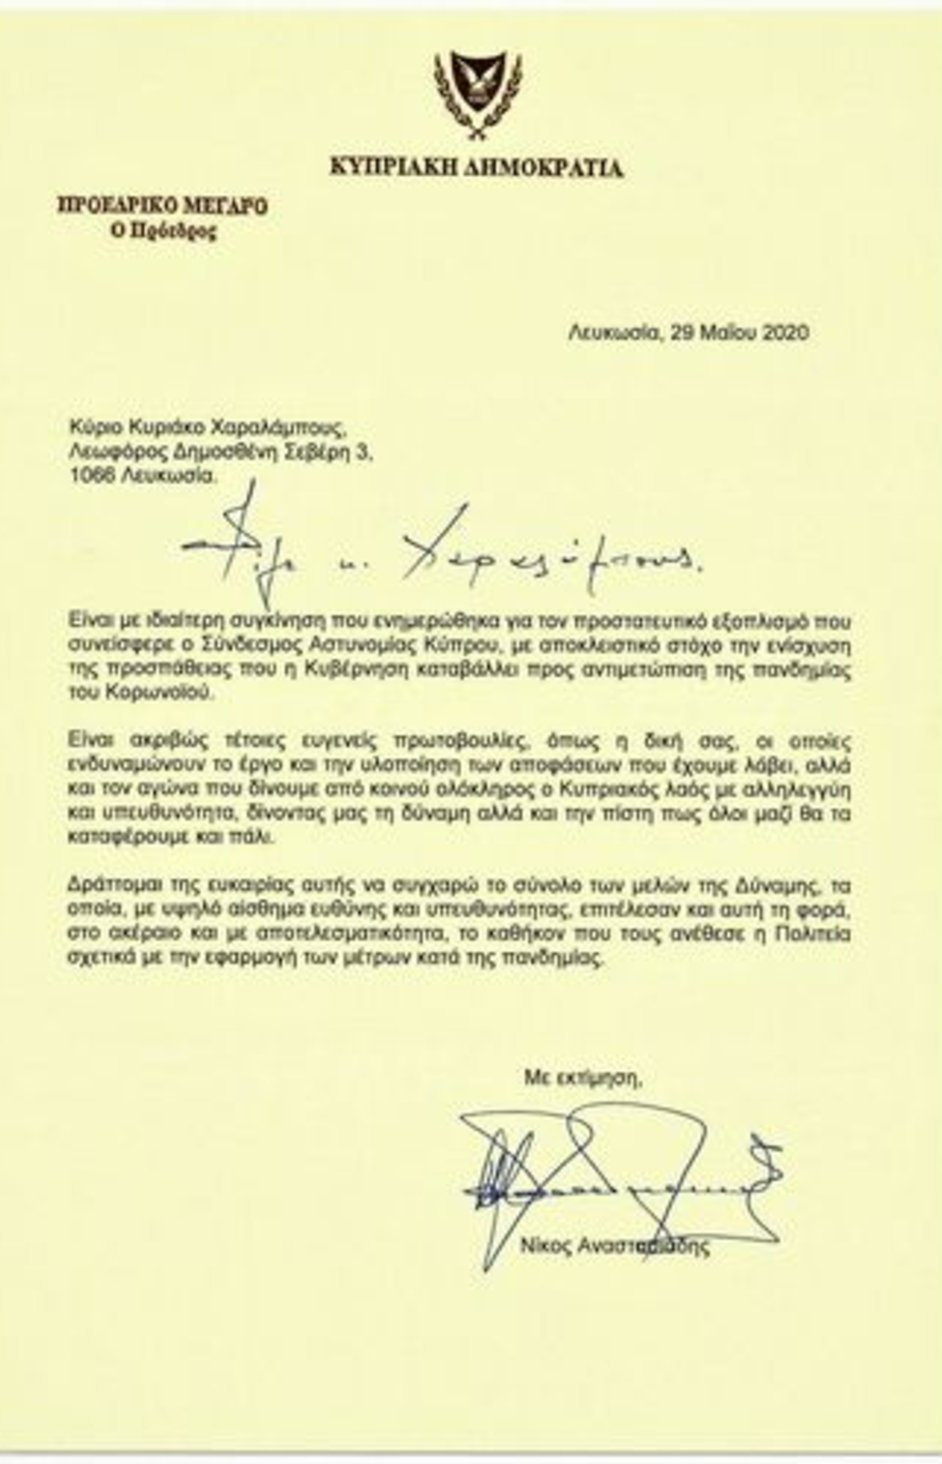 ΚΥΠΡΙΑΚΗ ΔΗΜΟΚΡΑΤΙΑ
ΠΡΟΕΔΡΙΚΟ ΜΕΓΑΡΟ
Ο Πρόεδρος
Λευκωσία, 29 Μαΐου 2020
Κύριο Κυριάκο Χαραλάμπους,
Λεωφόρος Δημοσθένη Σεβέρη 3,
1066 Λευκωσία.
Φίλε κ. Χαραλάμπους,
Είναι με ιδιαίτερη συγκίνηση που ενημερώθηκα για τον προστατευτικό εξοπλισμό που
συνείσφερε ο Σύνδεσμος Αστυνομίας Κύπρου, με αποκλειστικό στόχο την ενίσχυση
της προσπάθειας που η Κυβέρνηση καταβάλλει προς αντιμετώπιση της πανδημίας
του Κορωνοϊού.
Είναι ακριβώς τέτοιες ευγενείς πρωτοβουλίες, όπως η δική σας, οι οποίες
ενδυναμώνουν το έργο και την υλοποίηση των αποφάσεων που έχουμε λάβει, αλλά
και τον αγώνα που δίνουμε από κοινού ολόκληρος ο Κυπριακός λαός με αλληλεγγύη
και υπευθυνότητα, δίνοντας μας τη δύναμη αλλά και την πίστη πως όλοι μαζί θα τα
καταφέρουμε και πάλι.
Δράττομαι της ευκαιρίας αυτής να συγχαρώ το σύνολο των μελών της Δύναμης, τα
οποία, με υψηλό αίσθημα ευθύνης και υπευθυνότητας, επιτέλεσαν και αυτή τη φορά,
στο ακέραιο και με αποτελεσματικότητα, το καθήκον που τους ανέθεσε η Πολιτεία
σχετικά με την εφαρμογή των μέτρων κατά της πανδημίας.
Με εκτίμηση,
Νίκος Αναστασιάδης